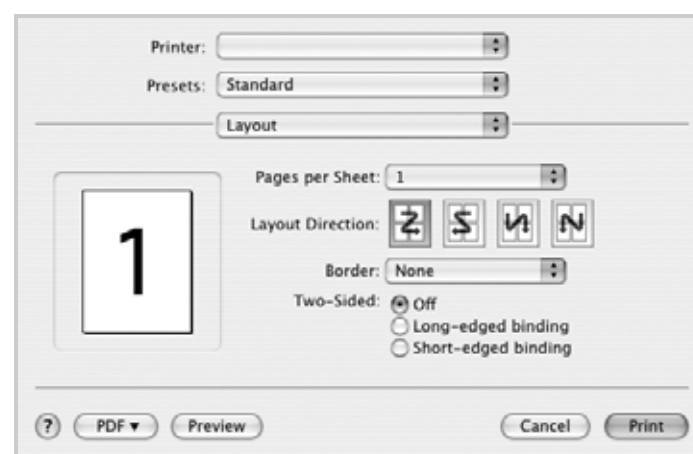 Printer:
Presets: Standard
Layout
Pages per Sheet: 1
Layout Direction:
Border: None
Two-Sided: Off
Long-edged binding
Short-edged binding
1
? PDF ▼ Preview Cancel Print